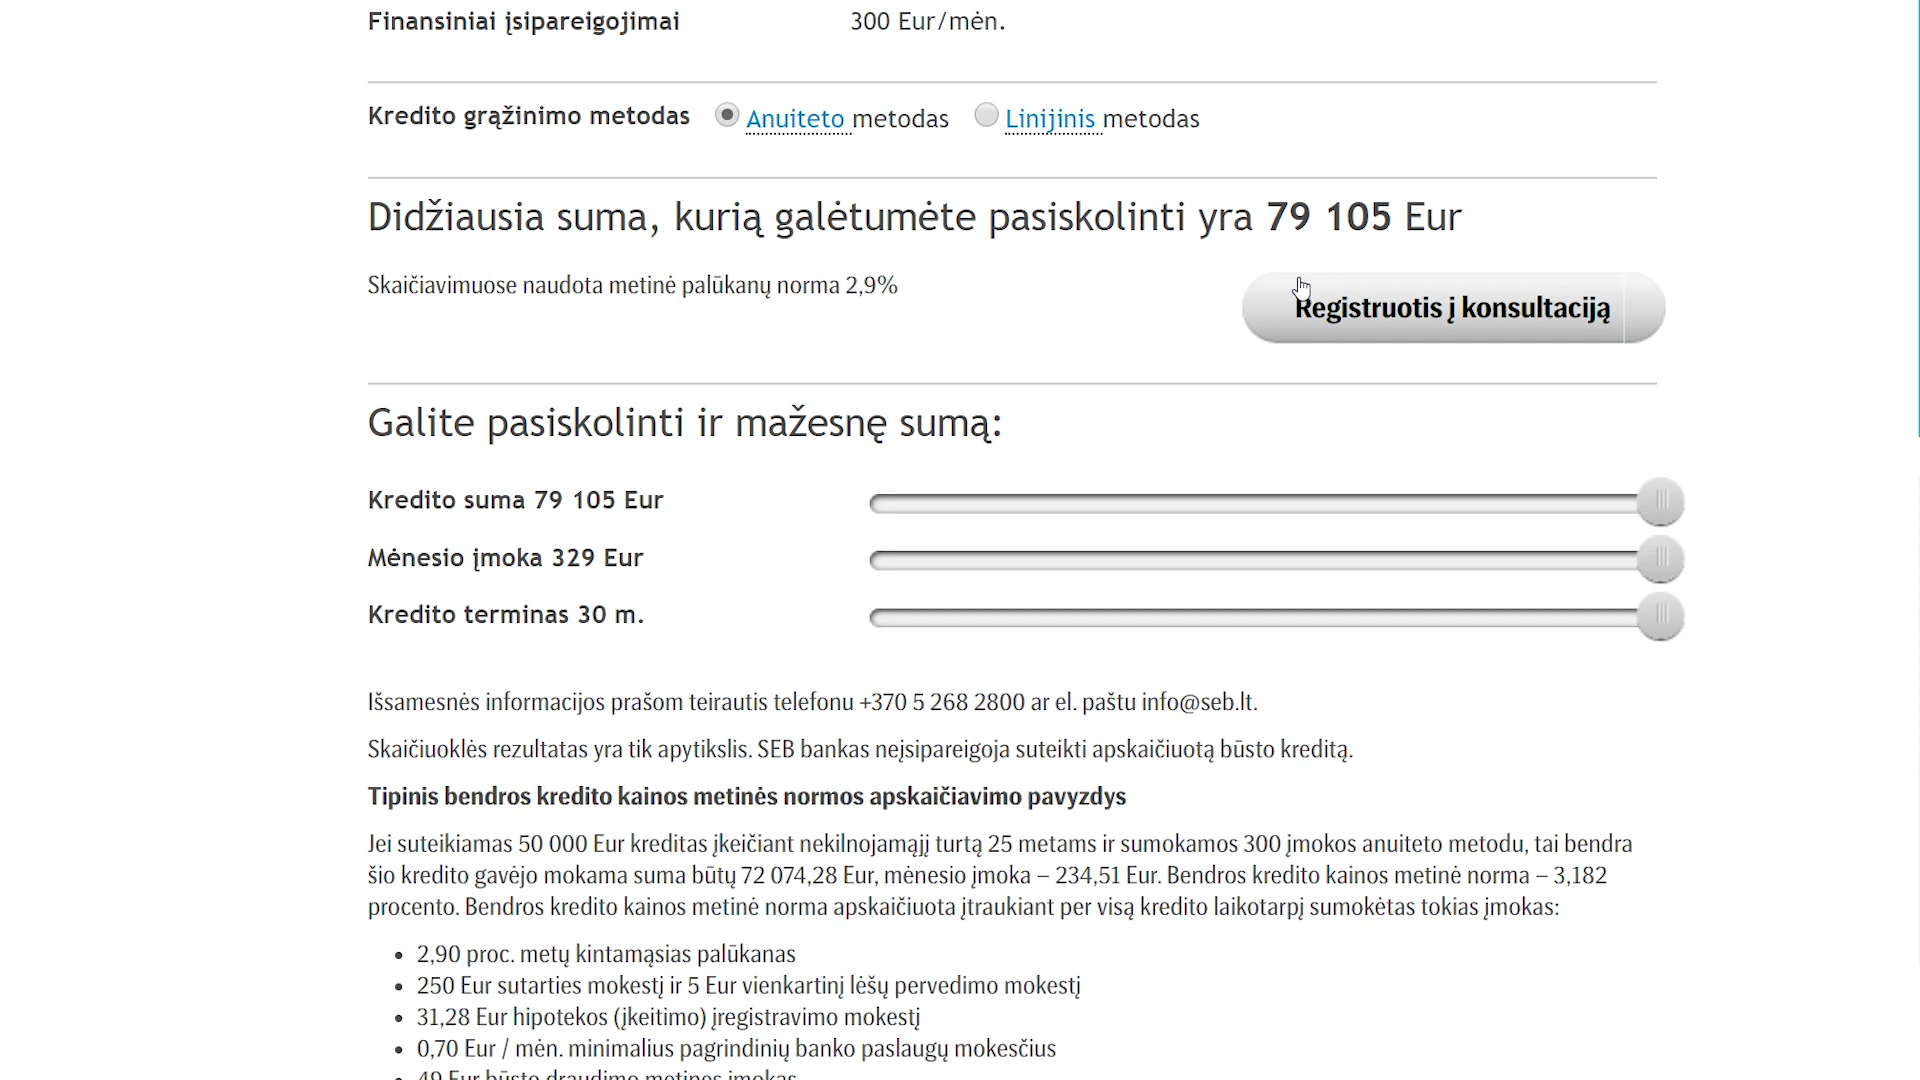 Finansiniai įsipareigojimai 300 Eur/mėn.
Kredito grąžinimo metodas Anuiteto metodas Linijinis metodas
Didžiausia suma, kurią galėtumėte pasiskolinti yra 79 105 Eur
Skaičiavimuose naudota metinė palūkanų norma 2,9%
Registruotis į konsultaciją
Galite pasiskolinti ir mažesnę sumą:
Kredito suma 79 105 Eur
Mėnesio įmoka 329 Eur
Kredito terminas 30 m.
Išsamesnės informacijos prašom teirautis telefonu +370 5 268 2800 ar el. paštu info@seb.lt.
Skaičiuoklės rezultatas yra tik apytikslis. SEB bankas neįsipareigoja suteikti apskaičiuotą būsto kreditą.
Tipinis bendros kredito kainos metinės normos apskaičiavimo pavyzdys
Jei suteikiamas 50 000 Eur kreditas įkeičiant nekilnojamąjį turtą 25 metams ir sumokamos 300 įmokos anuiteto metodu, tai bendra
šio kredito gavėjo mokama suma būtų 72 074,28 Eur, mėnesio įmoka – 234,51 Eur. Bendros kredito kainos metinė norma – 3,182
procento. Bendros kredito kainos metinė norma apskaičiuota įtraukiant per visą kredito laikotarpį sumokėtas tokias įmokas:
• 2,90 proc. metų kintamąsias palūkanas
• 250 Eur sutarties mokestį ir 5 Eur vienkartinį lėšų pervedimo mokestį
• 31,28 Eur hipotekos (įkeitimo) įregistravimo mokestį
• 0,70 Eur / mėn. minimalius pagrindinių banko paslaugų mokesčius
• 49 Eur būsto draudimo metines įmokas